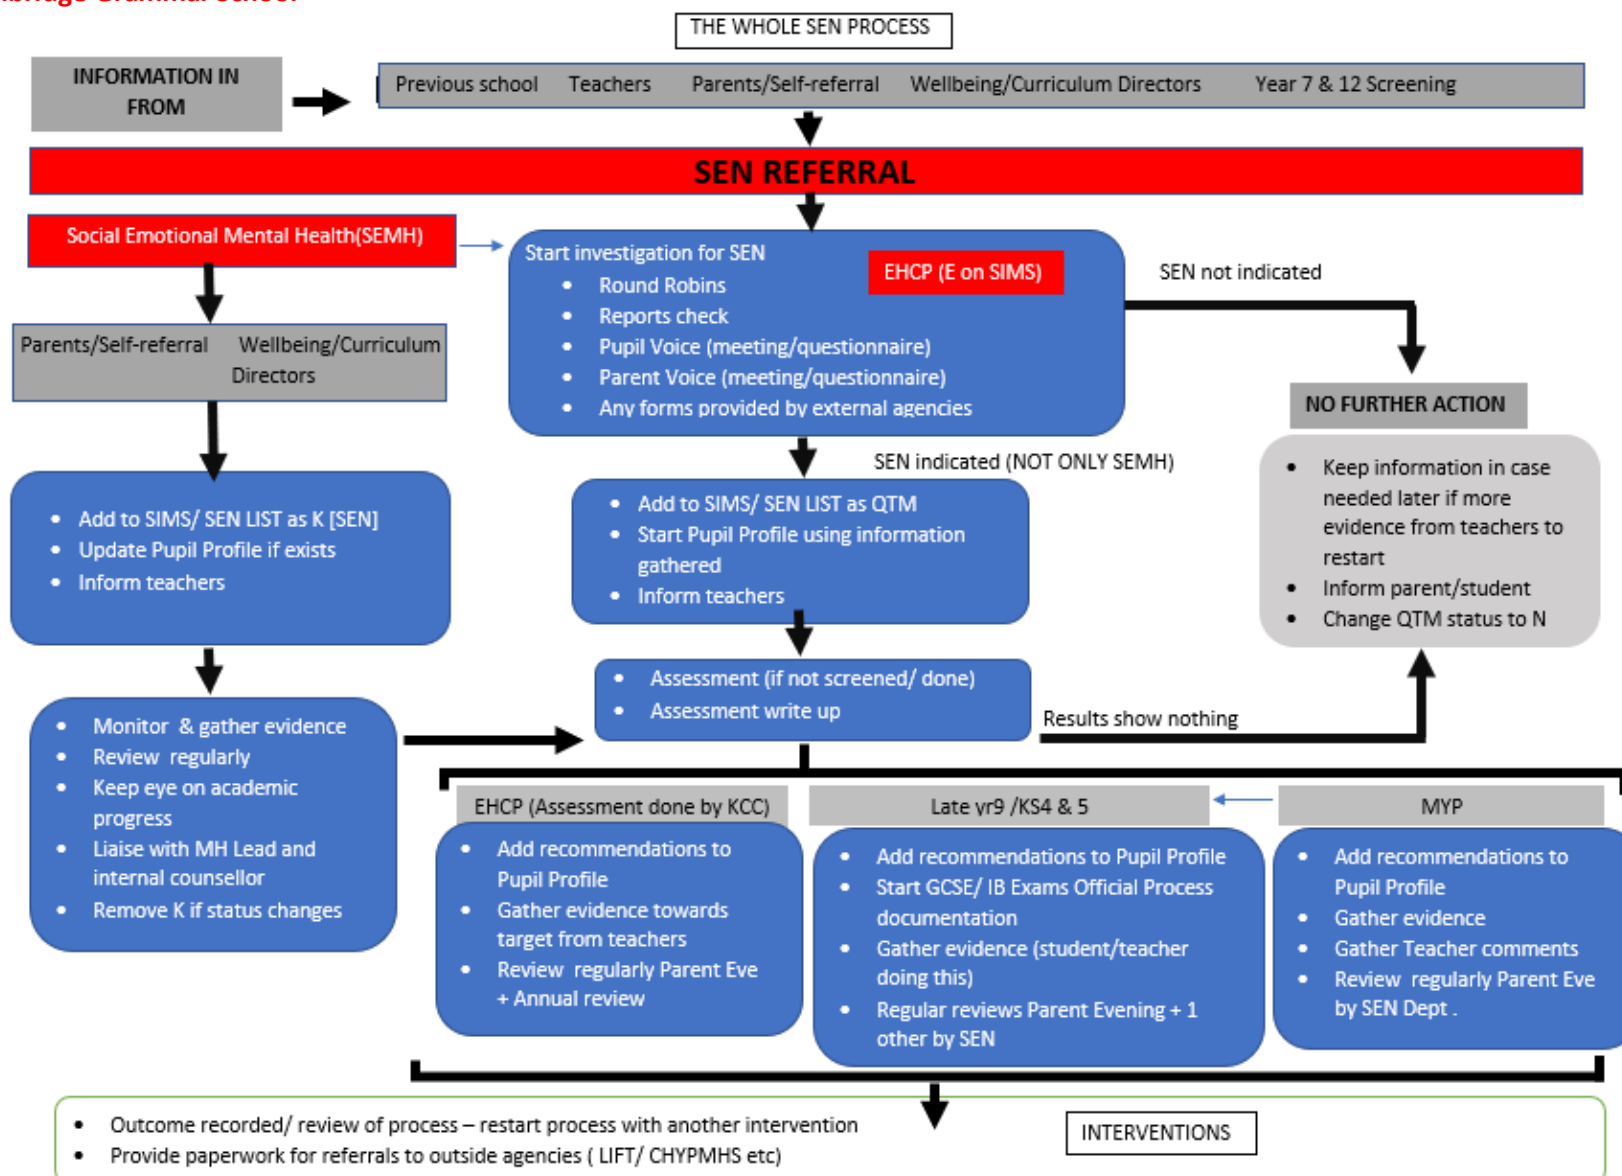 THE WHOLE SEN PROCESS
INFORMATION IN
FROM
Previous school Teachers Parents/Self-referral Wellbeing/Curriculum Directors Year 7 & 12 Screening
SEN REFERRAL
Social Emotional Mental Health(SEMH)
Parents/Self-referral Wellbeing/Curriculum
Directors
• Add to SIMS/ SEN LIST as K [SEN]
• Update Pupil Profile if exists
• Inform teachers
• Monitor & gather evidence
• Review regularly
• Keep eye on academic
progress
• Liaise with MH Lead and
internal counsellor
• Remove K if status changes
Start investigation for SEN
EHCP (E on SIMS)
• Round Robins
• Reports check
• Pupil Voice (meeting/questionnaire)
• Parent Voice (meeting/questionnaire)
• Any forms provided by external agencies
SEN not indicated
NO FURTHER ACTION
• Keep information in case
needed later if more
evidence from teachers to
restart
• Inform parent/student
• Change QTM status to N
SEN indicated (NOT ONLY SEMH)
• Add to SIMS/ SEN LIST as QTM
• Start Pupil Profile using information
gathered
• Inform teachers
• Assessment (if not screened/ done)
• Assessment write up
Results show nothing
EHCP (Assessment done by KCC)
• Add recommendations to
Pupil Profile
• Gather evidence towards
target from teachers
• Review regularly Parent Eve
+ Annual review
Late yr9 /KS4 & 5
• Add recommendations to Pupil Profile
• Start GCSE/ IB Exams Official Process
documentation
• Gather evidence (student/teacher
doing this)
• Regular reviews Parent Evening + 1
other by SEN
MYP
• Add recommendations to
Pupil Profile
• Gather evidence
• Gather Teacher comments
• Review regularly Parent Eve
by SEN Dept .
• Outcome recorded/ review of process – restart process with another intervention
• Provide paperwork for referrals to outside agencies ( LIFT/ CHYPMHS etc)
INTERVENTIONS